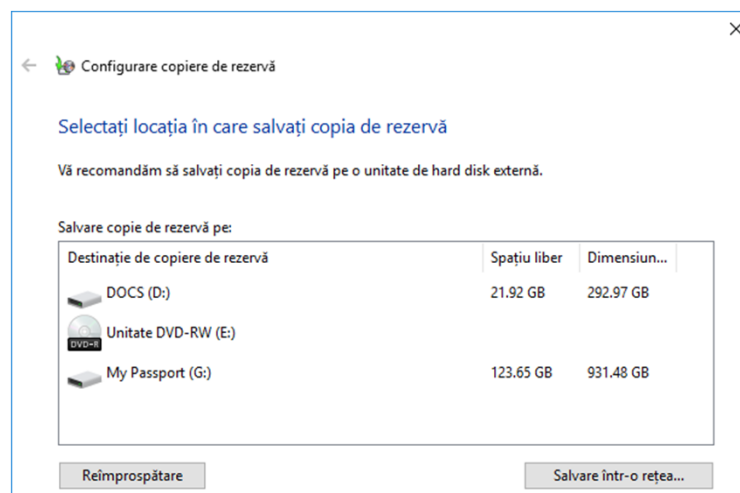 Configurare copiere de rezervă
Selectați locația în care salvați copia de rezervă
Vă recomandăm să salvați copia de rezervă pe o unitate de hard disk externă.
Salvare copie de rezervă pe:
Destinație de copiere de rezervă Spațiu liber Dimensiun...
DOCS (D:) 21.92 GB 292.97 GB
Unitate DVD-RW (E:)
DVD-R
My Passport (G:) 123.65 GB 931.48 GB
Reîmprospătare Salvare într-o rețea...